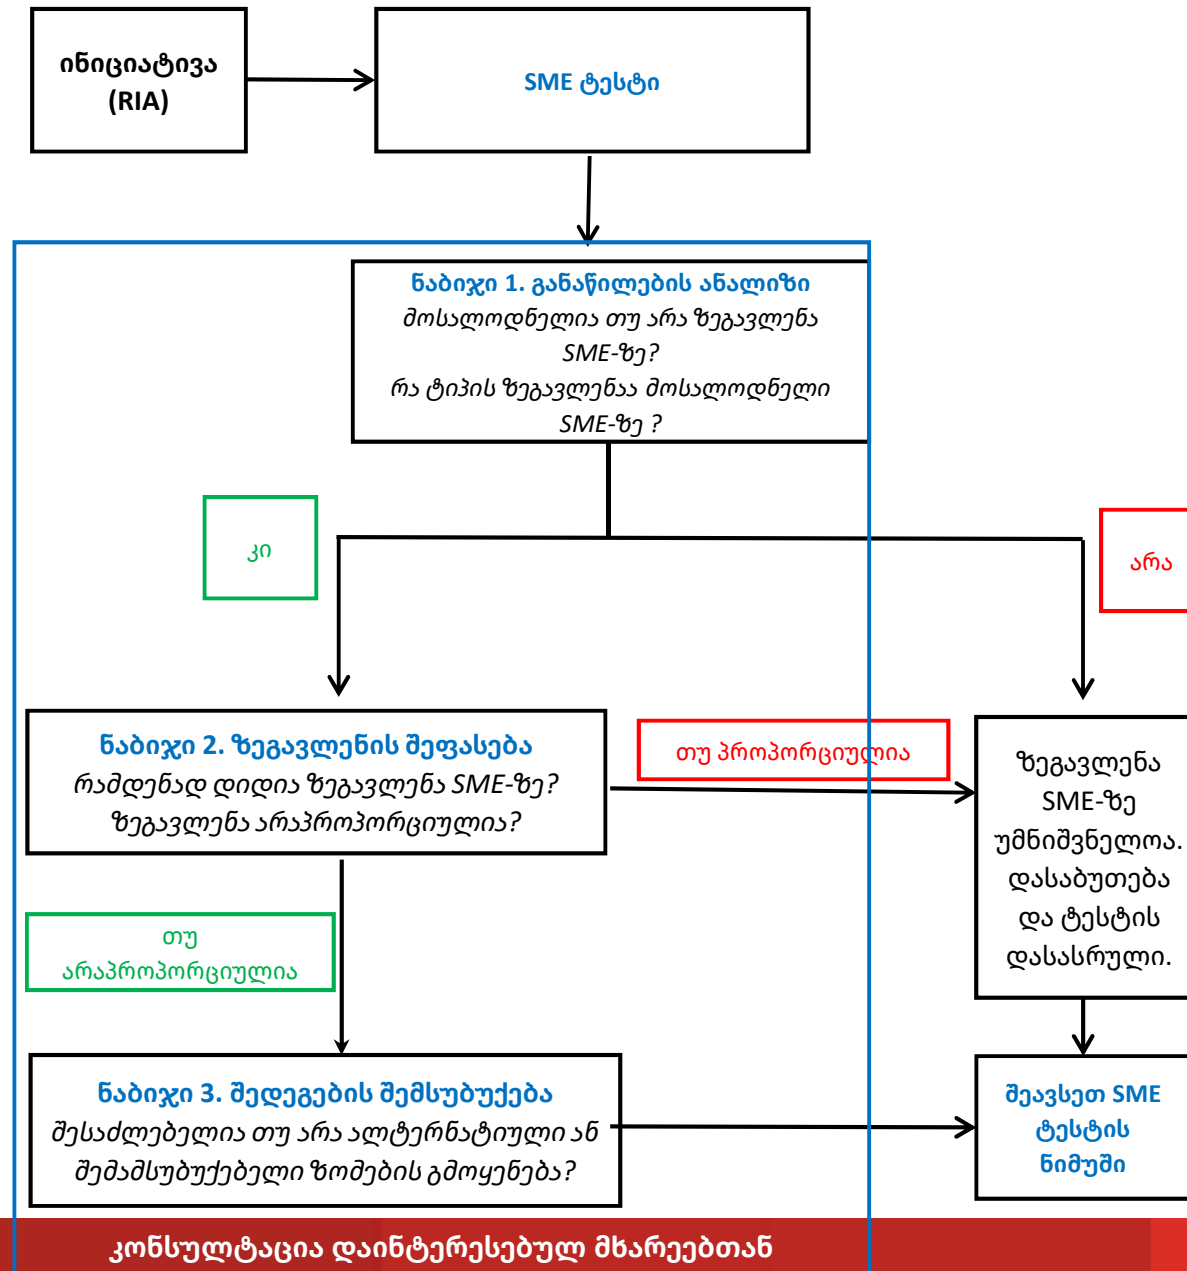 ინიციატივა
(RIA)
SME ტესტი
ნაბიჯი 1. განაწილების ანალიზი
მოსალოდნელია თუ არა ზეგავლენა
SME-ზე?
რა ტიპის ზეგავლენაა მოსალოდნელი
SME-ზე ?
კი
არა
ნაბიჯი 2. ზეგავლენის შეფასება
რამდენად დიდია ზეგავლენა SME-ზე?
ზეგავლენა არაპროპორციულია?
თუ პროპორციულია
ზეგავლენა
SME-ზე
უმნიშვნელოა.
დასაბუთება
და ტესტის
დასასრული.
თუ
არაპროპორციულია
ნაბიჯი 3. შედეგების შემსუბუქება
შესაძლებელია თუ არა ალტერნატიული ან
შემამსუბუქებელი ზომების გმოყენება?
შეავსეთ SME
ტესტის
ნიმუში
კონსულტაცია დაინტერესებულ მხარეებთან